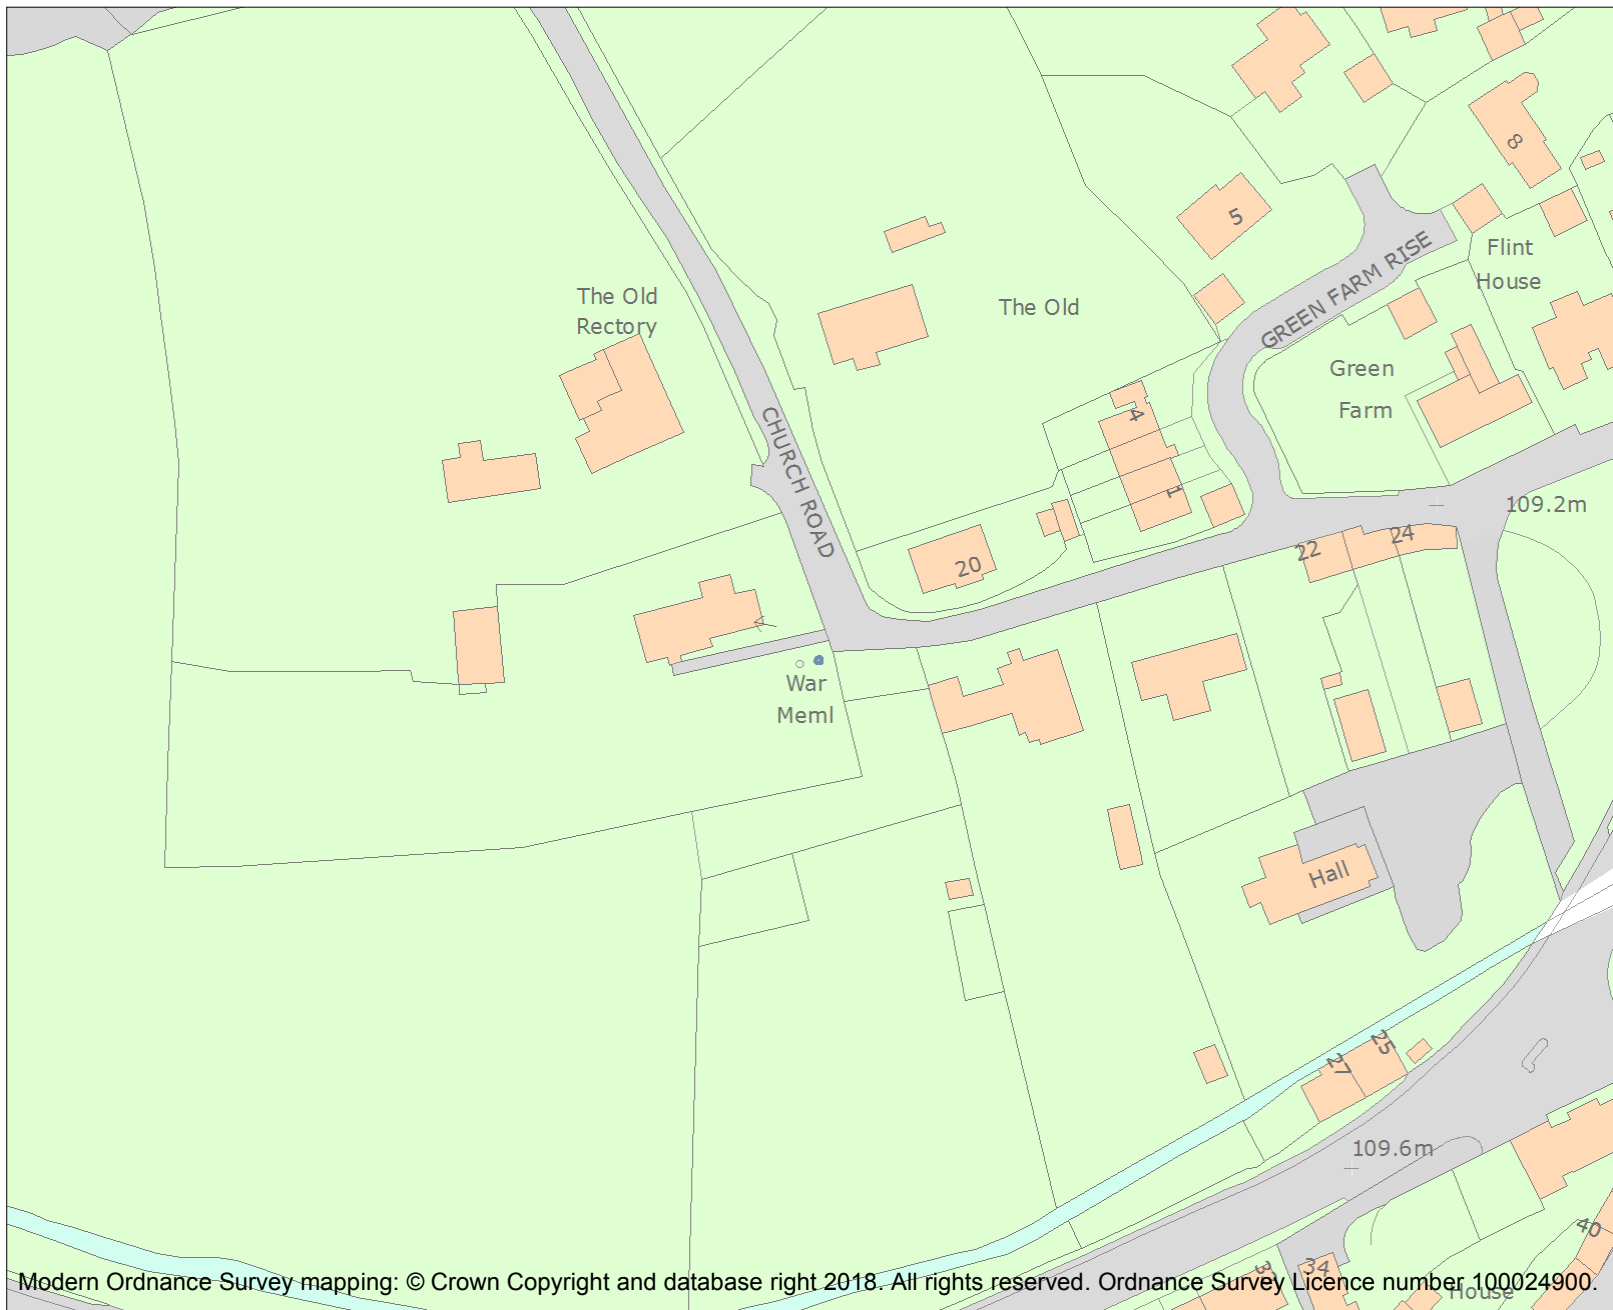 8
5
Flint
House
GREEN FARM RISE
The Old
Rectory
The Old
Green
Farm
4
1
CHURCH ROAD
109.2m
24
22
20
War
Meml
Hall
25
27
109.6m
40
34
House
Modern Ordnance Survey mapping: © Crown Copyright and database right 2018. All rights reserved. Ordnance Survey Licence number 100024900.